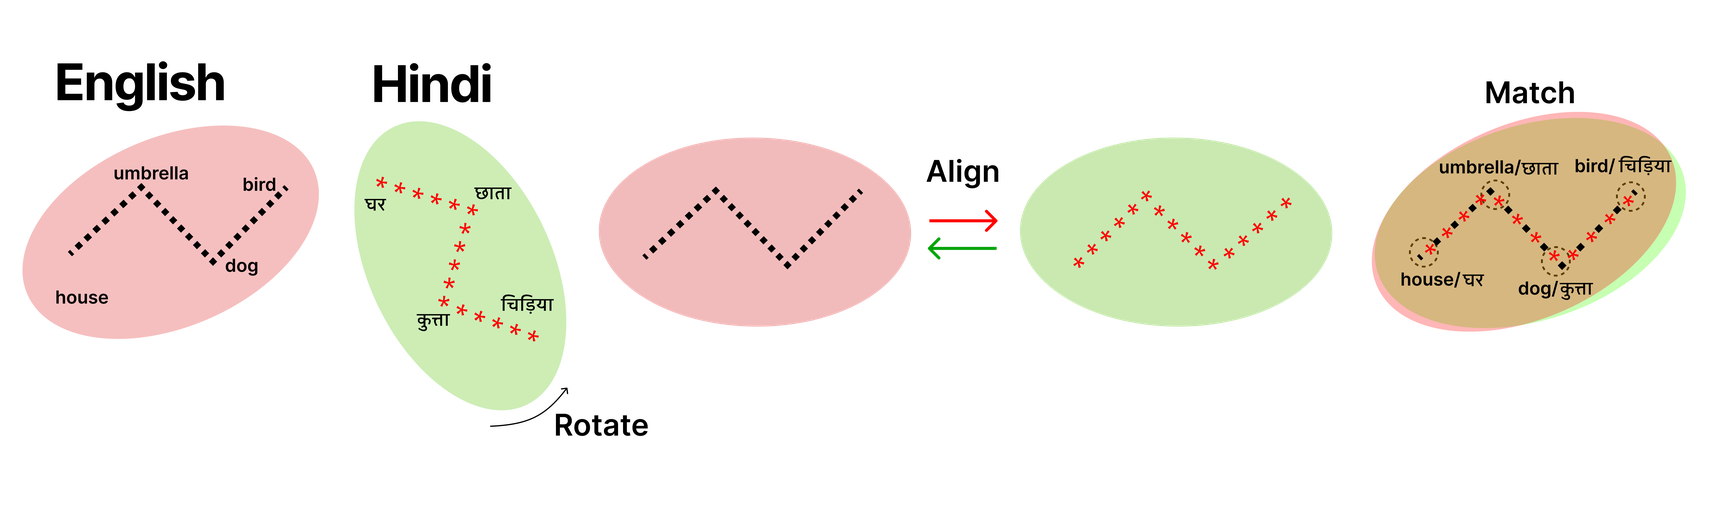 English
umbrella
bird
dog
house
Hindi
घर
छाता
चिड़िया
कुत्ता
Rotate
Align
Match
umbrella/छाता
bird/ चिड़िया
house/घर
dog/कुत्ता